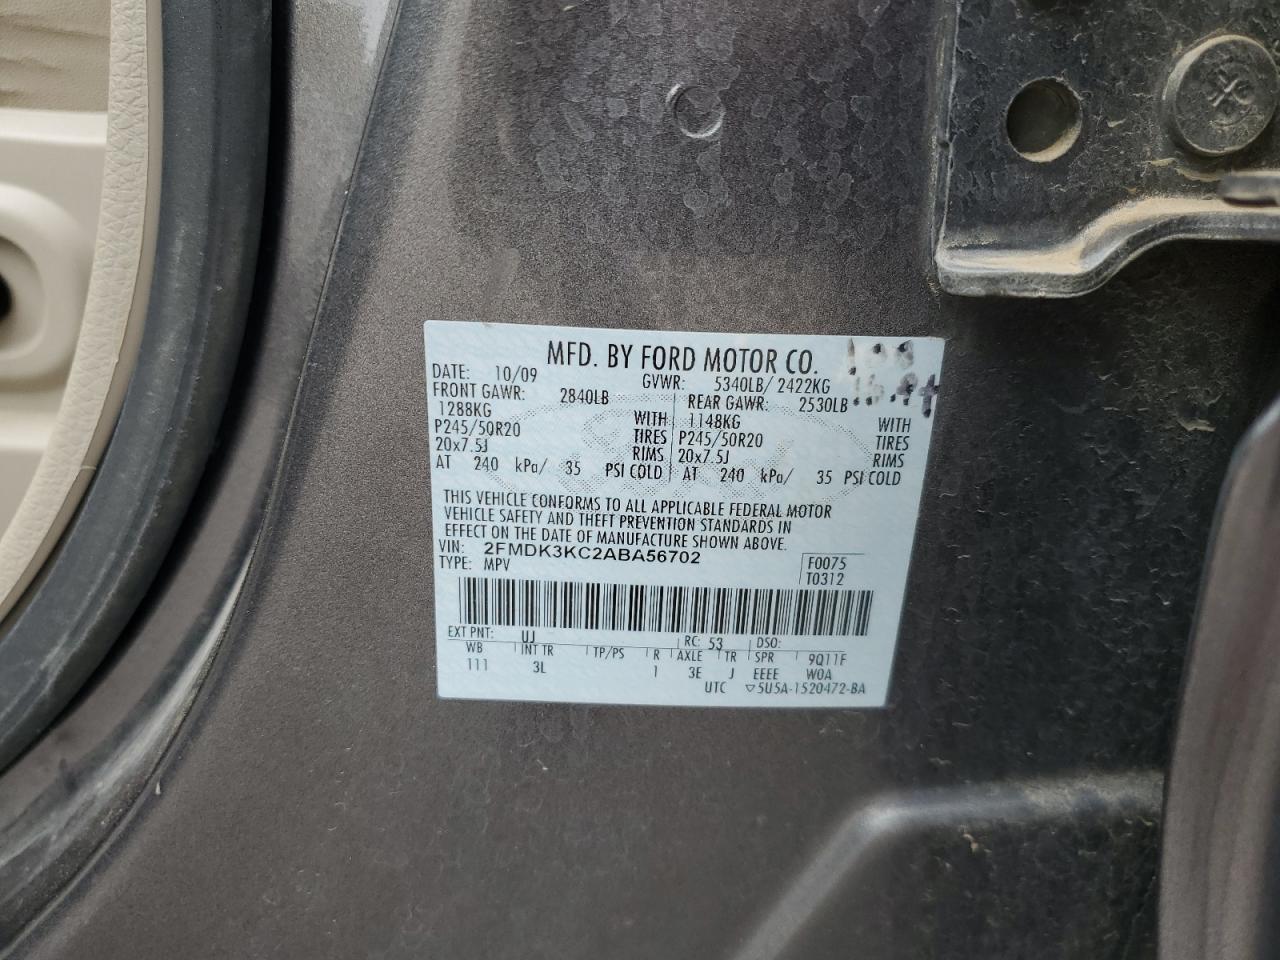 MFD. BY FORD MOTOR CO.
DATE: 10/09 GVWR: 5340LB/ 2422KG
FRONT GAWR: 2840LB REAR GAWR: 2530LB
1288KG WITH 1148KG WITH
P245/50R20 TIRES P245/50R20 TIRES
20x7.5J RIMS 20x7.5J RIMS
AT 240 kPa/ 35 PSI COLD AT 240 kPa/ 35 PSI COLD
THIS VEHICLE CONFORMS TO ALL APPLICABLE FEDERAL MOTOR
VEHICLE SAFETY AND THEFT PREVENTION STANDARDS IN
EFFECT ON THE DATE OF MANUFACTURE SHOWN ABOVE.
VIN: 2FMDK3KC2ABA56702 F0075
TYPE: MPV T0312
EXT PNT: UJ RC: 53 DSO:
WB INT TR TP/PS R AXLE TR SPR 9Q11F
111 3L 1 3E J EEEE W0A
UTC ▽5U5A-1520472-BA